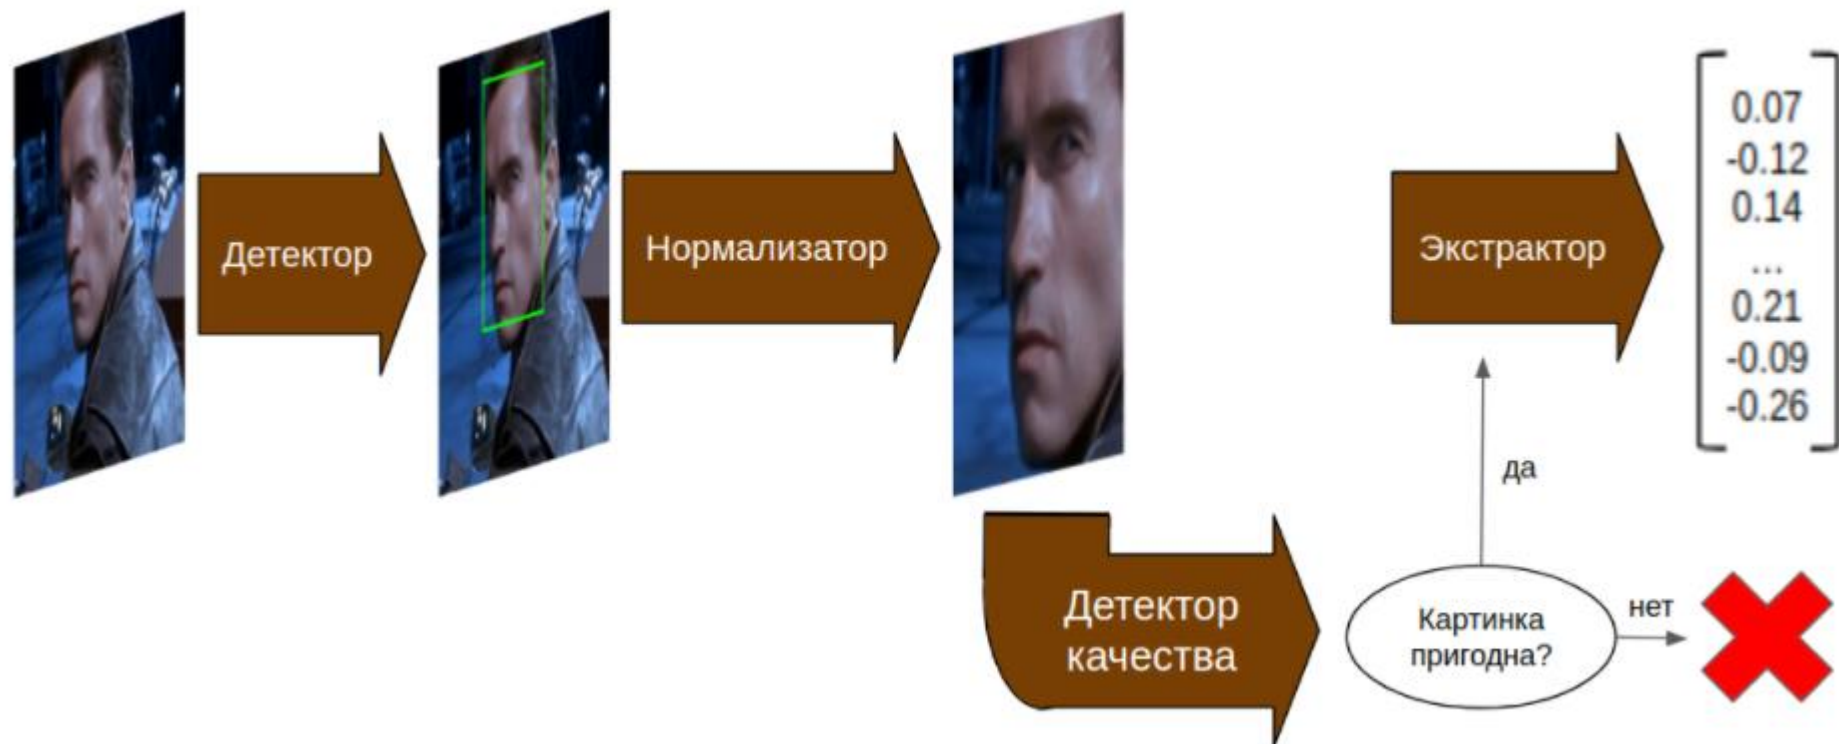 Детектор
Нормализатор
Экстрактор
0.07
-0.12
0.14
...
0.21
-0.09
-0.26
да
Детектор
качества
Картинка
пригодна?
нет